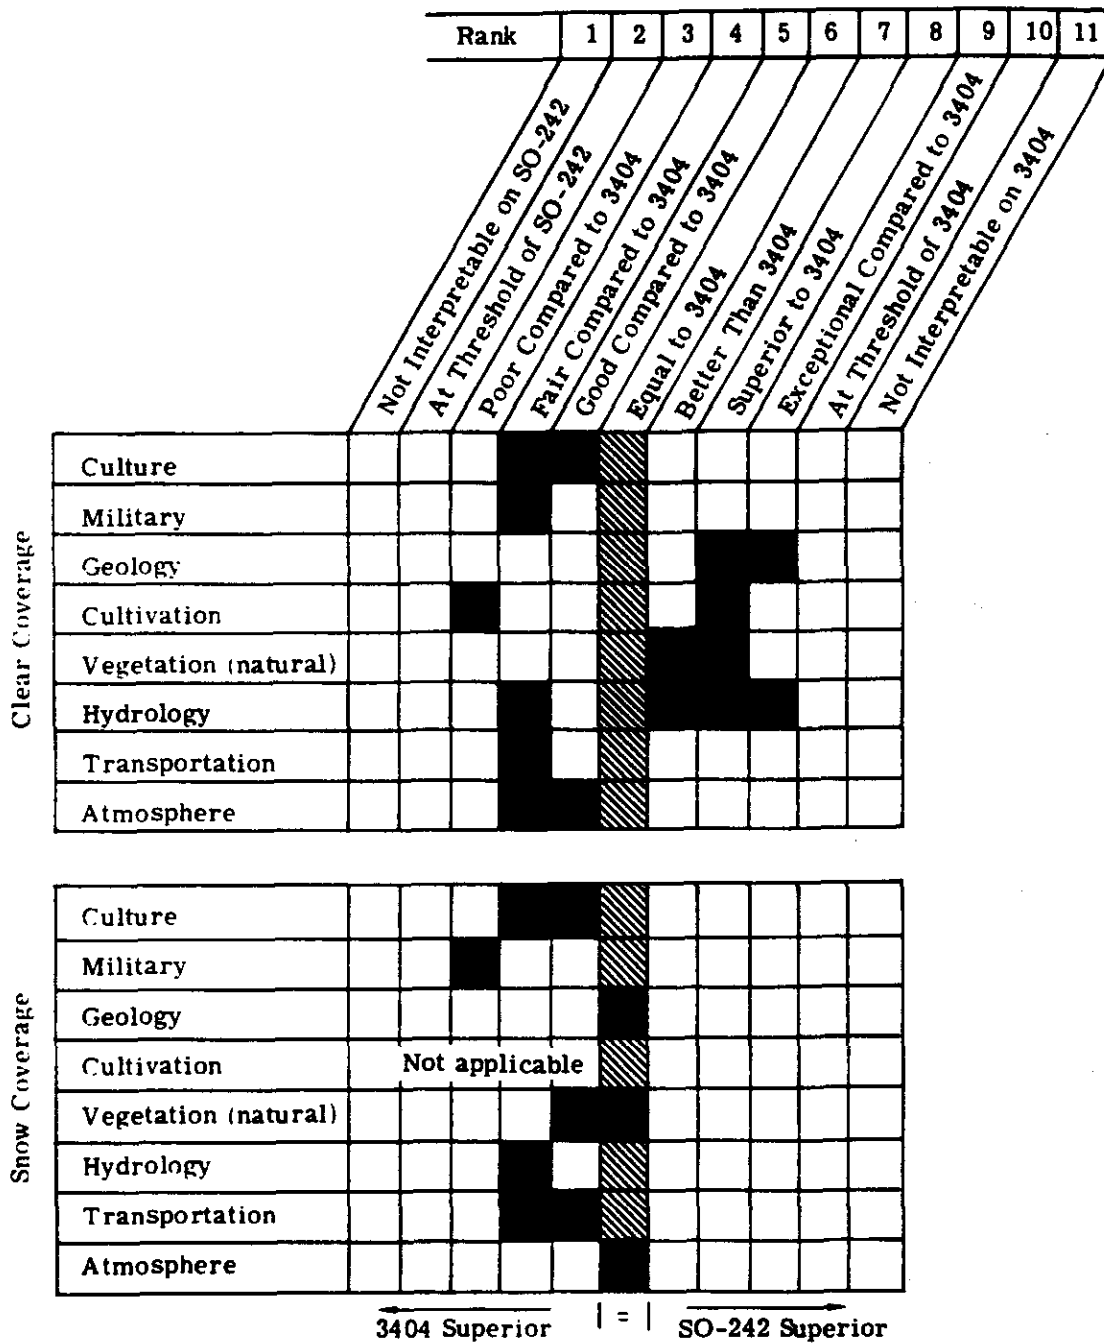 Rank 1 2 3 4 5 6 7 8 9 10 11
Not Interpretable on SO-242
At Threshold of SO-242
Poor Compared to 3404
Fair Compared to 3404
Good Compared to 3404
Equal to 3404
Better Than 3404
Superior to 3404
Exceptional Compared to 3404
At Threshold of 3404
Not Interpretable on 3404
Clear Coverage
Culture
Military
Geology
Cultivation
Vegetation (natural)
Hydrology
Transportation
Atmosphere
Snow Coverage
Culture
Military
Geology
Cultivation Not applicable
Vegetation (natural)
Hydrology
Transportation
Atmosphere
3404 Superior | = | SO-242 Superior